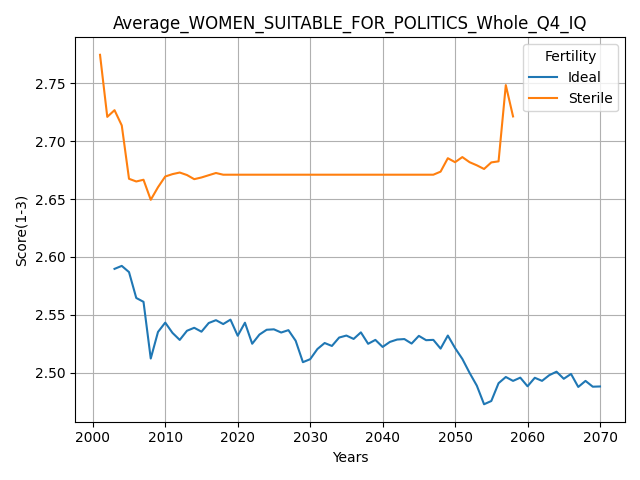 Average_WOMEN_SUITABLE_FOR_POLITICS_Whole_Q4_IQ
Fertility
Ideal
Sterile
Score(1-3)
2.75
2.70
2.65
2.60
2.55
2.50
2000 2010 2020 2030 2040 2050 2060 2070
Years